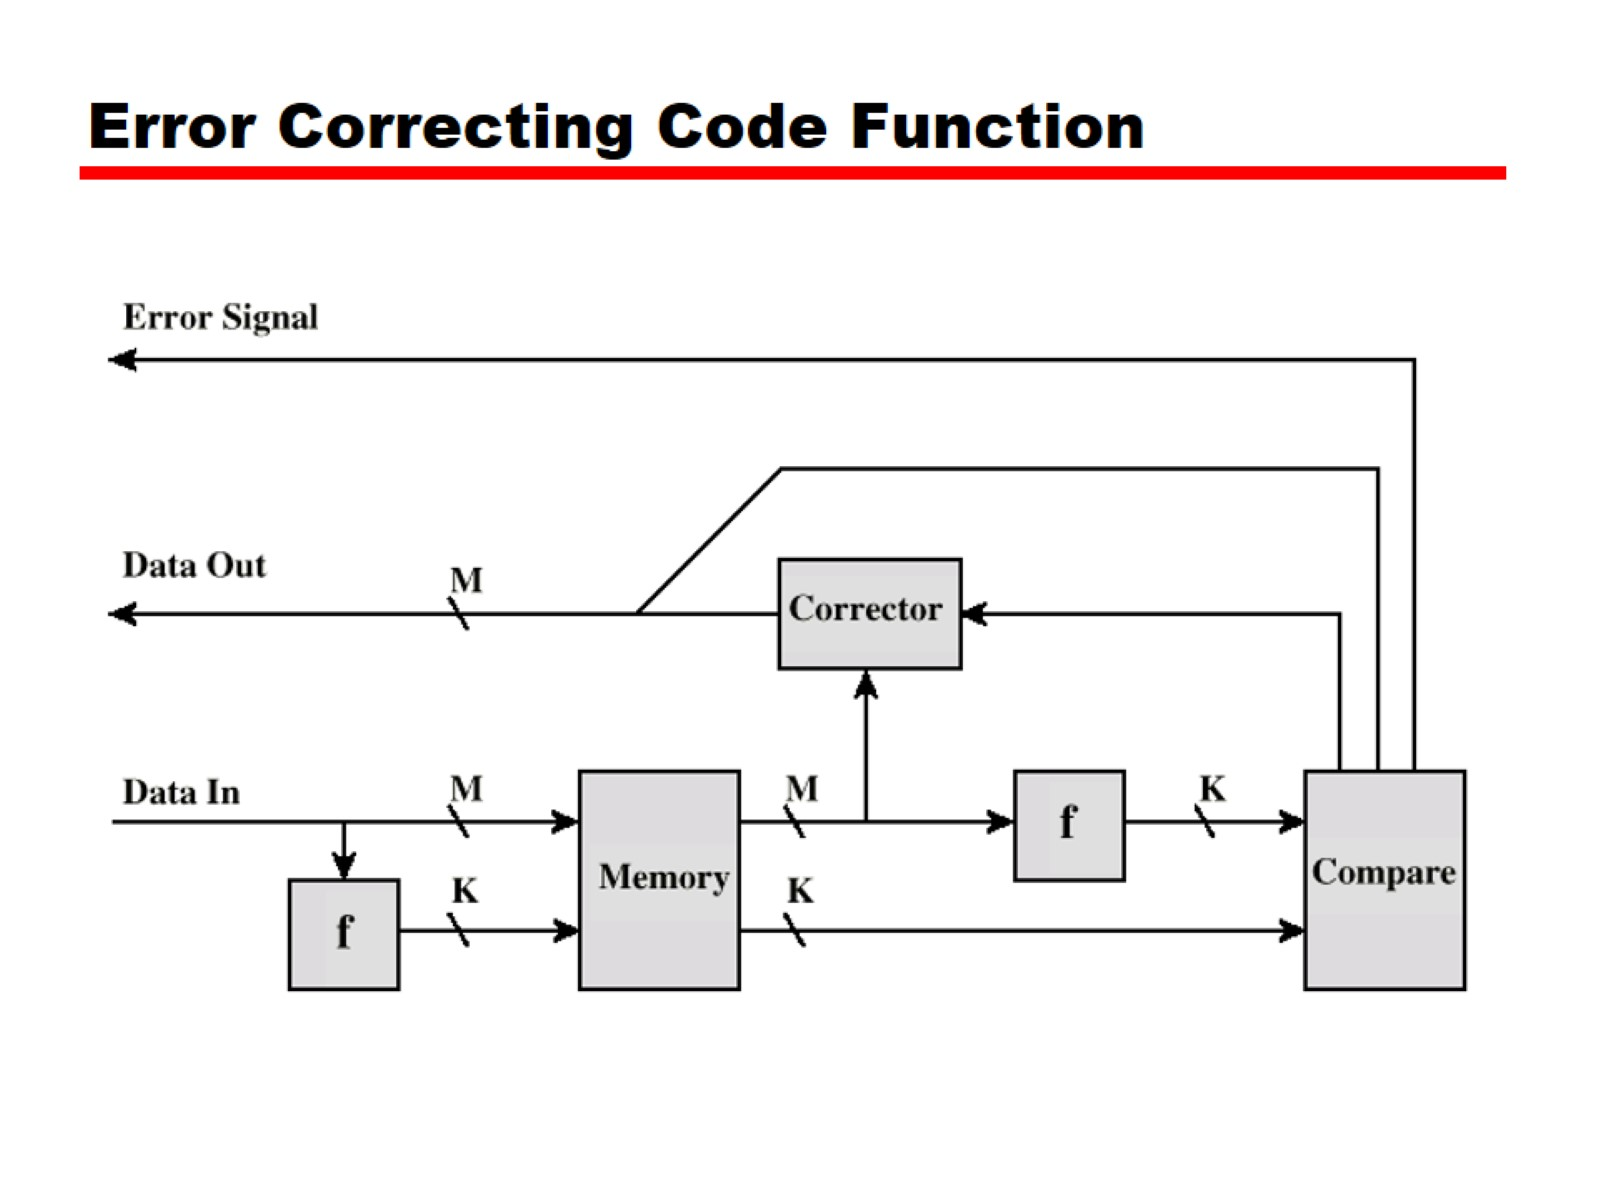 Error Correcting Code Function
Error Signal
Data Out
M
Corrector
Data In
M
M
f
K
Memory
Compare
f
K
K